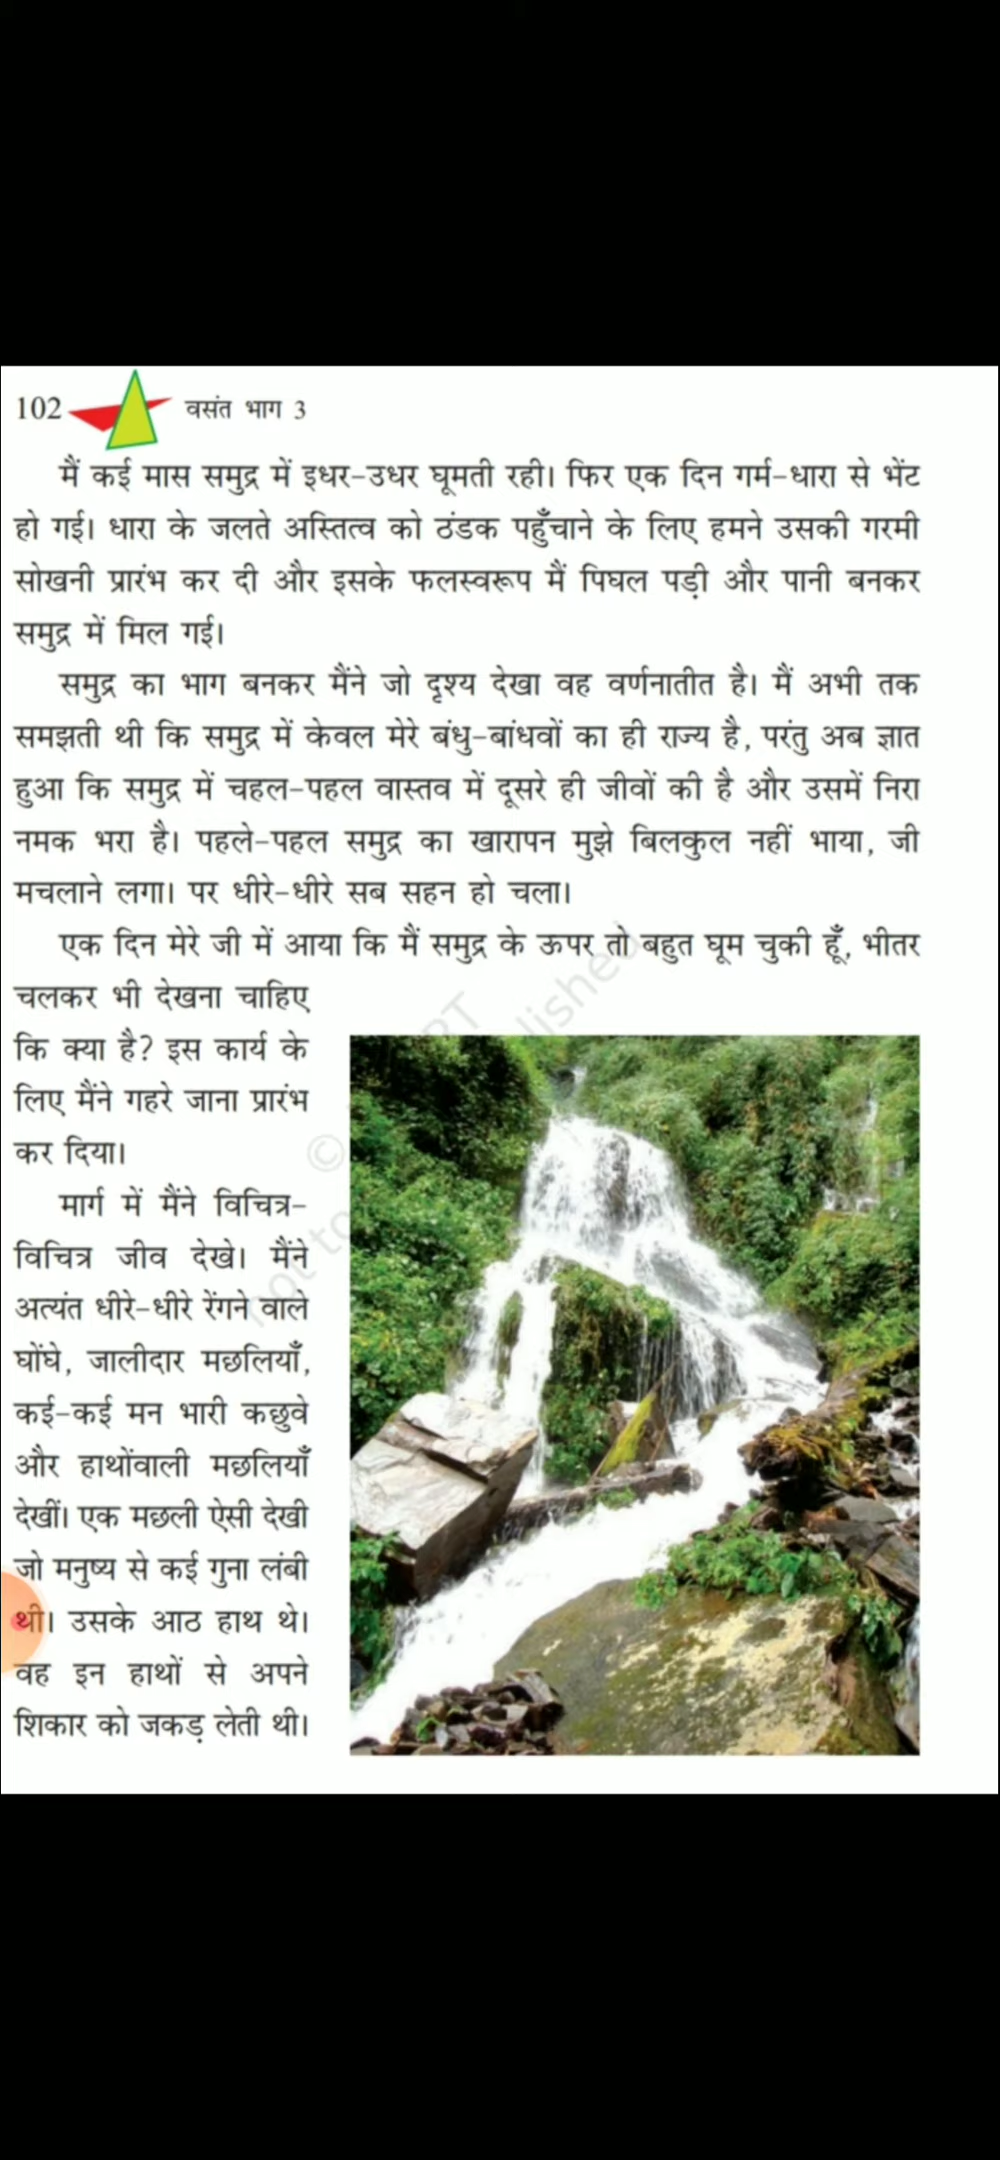 102
वसंत भाग 3
मैं कई मास समुद्र में इधर-उधर घूमती रही। फिर एक दिन गर्म-धारा से भेंट
हो गई। धारा के जलते अस्तित्व को ठंडक पहुँचाने के लिए हमने उसकी गरमी
सोखनी प्रारंभ कर दी और इसके फलस्वरूप मैं पिघल पड़ी और पानी बनकर
समुद्र में मिल गई।
समुद्र का भाग बनकर मैंने जो दृश्य देखा वह वर्णनातीत है। मैं अभी तक
समझती थी कि समुद्र में केवल मेरे बंधु-बांधवों का ही राज्य है, परंतु अब ज्ञात
हुआ कि समुद्र में चहल-पहल वास्तव में दूसरे ही जीवों की है और उसमें निरा
नमक भरा है। पहले-पहल समुद्र का खारापन मुझे बिलकुल नहीं भाया, जी
मचलाने लगा। पर धीरे-धीरे सब सहन हो चला।
एक दिन मेरे जी में आया कि मैं समुद्र के ऊपर तो बहुत घूम चुकी हूँ, भीतर
चलकर भी देखना चाहिए
कि क्या है? इस कार्य के
लिए मैंने गहरे जाना प्रारंभ
कर दिया।
मार्ग में मैंने विचित्र-
विचित्र जीव देखे। मैंने
अत्यंत धीरे-धीरे रेंगने वाले
घोंघे, जालीदार मछलियाँ,
कई-कई मन भारी कछुवे
और हाथोंवाली मछलियाँ
देखीं। एक मछली ऐसी देखी
जो मनुष्य से कई गुना लंबी
थी। उसके आठ हाथ थे।
वह इन हाथों से अपने
शिकार को जकड़ लेती थी।